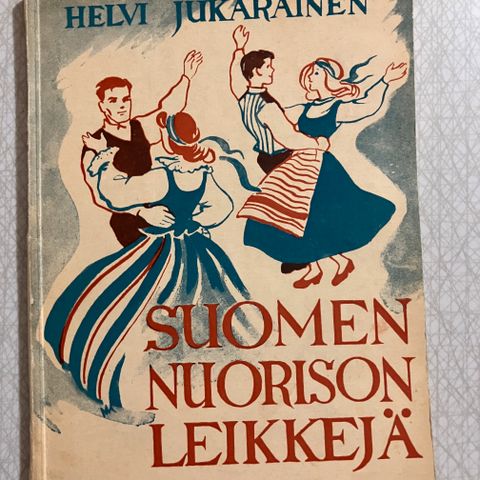 HELVI JUKARAINEN
SUOMEN
NUORISON
LEIKKEJÄ